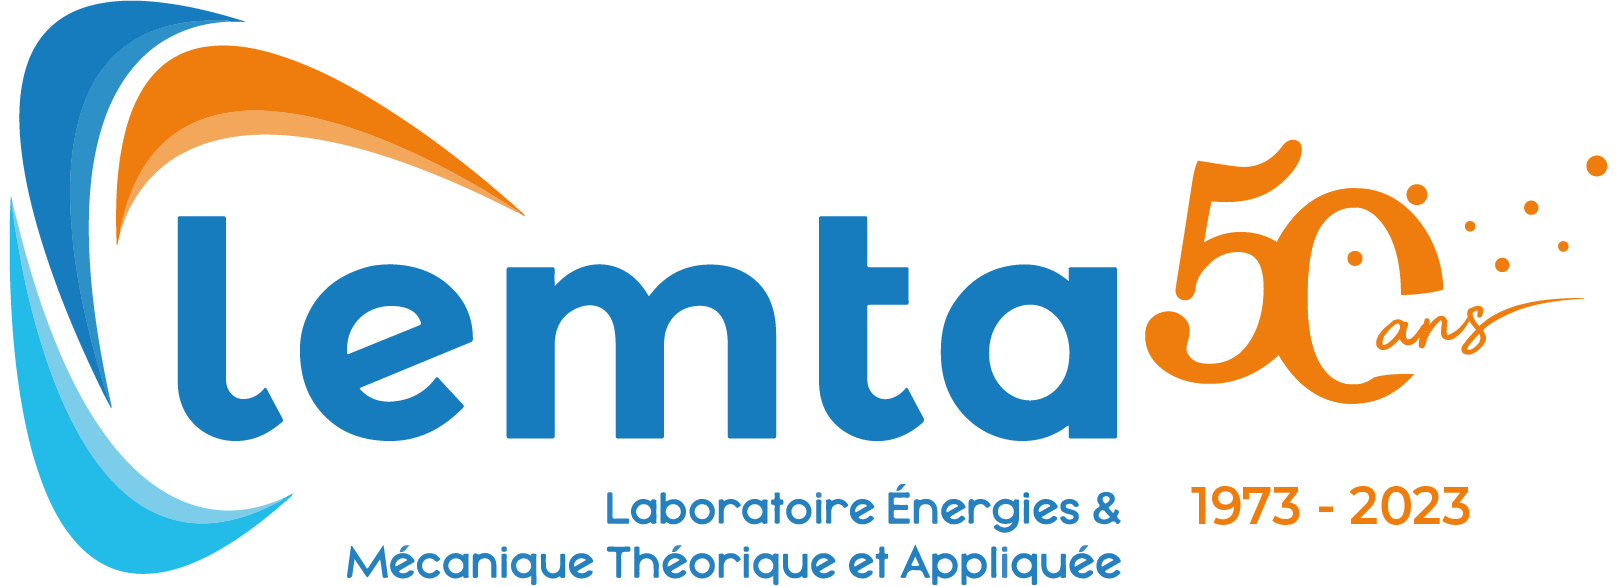 lemta
50
ans
Laboratoire Énergies &
Mécanique Théorique et Appliquée
1973 - 2023